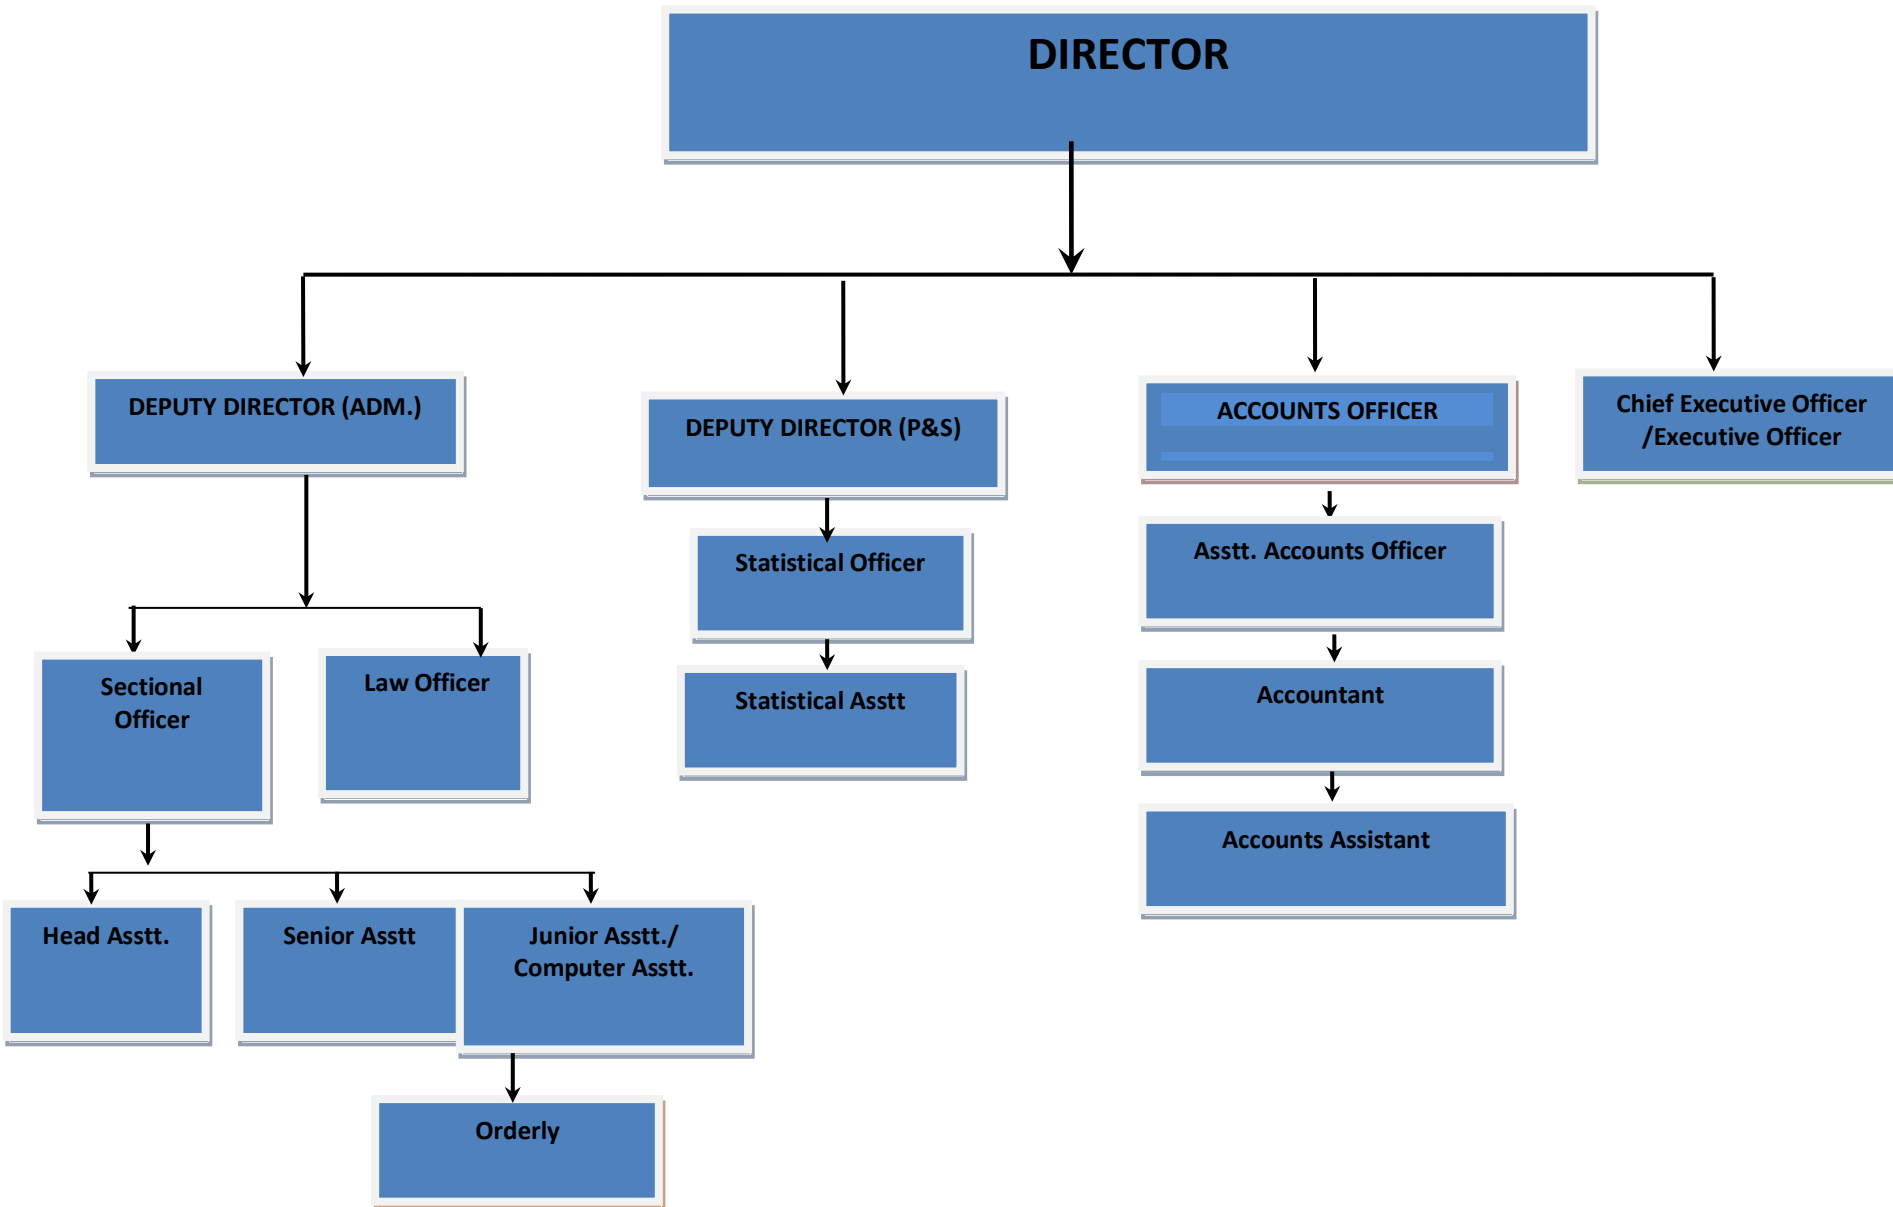 DIRECTOR
DEPUTY DIRECTOR (ADM.)
DEPUTY DIRECTOR (P&S)
ACCOUNTS OFFICER
Chief Executive Officer
/Executive Officer
Statistical Officer
Asstt. Accounts Officer
Sectional
Officer
Law Officer
Statistical Asstt
Accountant
Accounts Assistant
Head Asstt.
Senior Asstt
Junior Asstt./
Computer Asstt.
Orderly